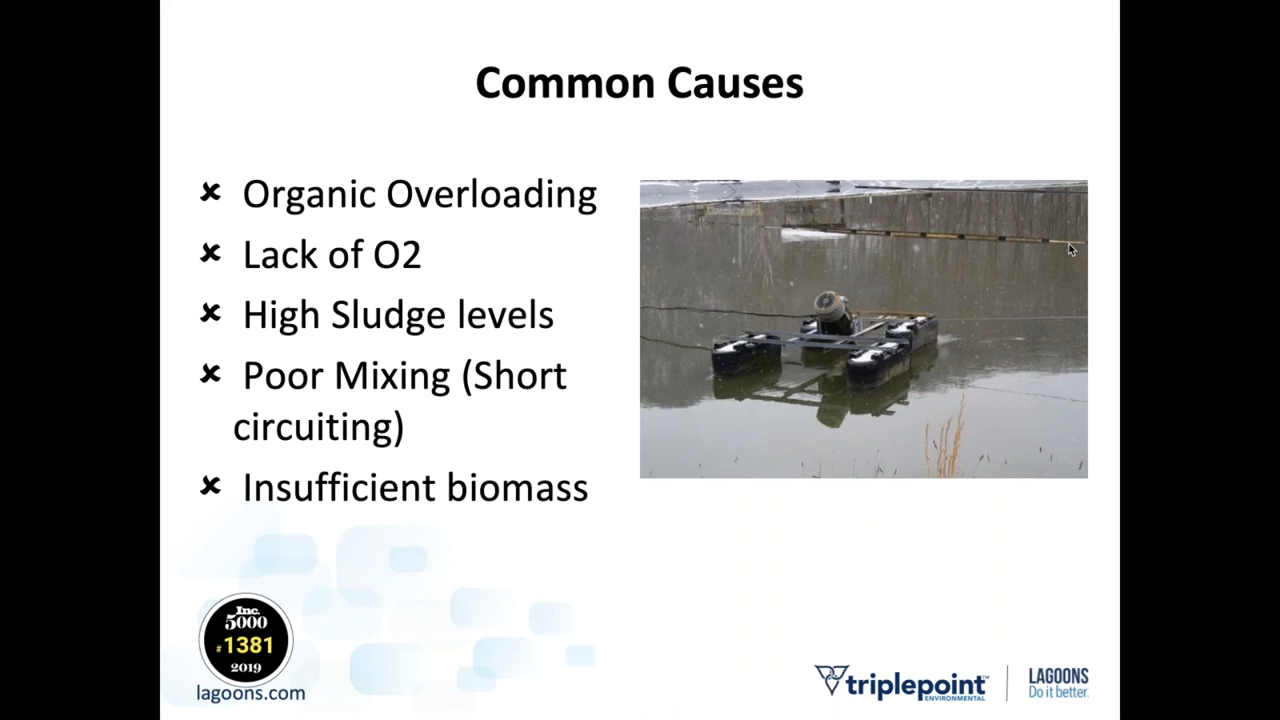 Common Causes
✘ Organic Overloading
✘ Lack of O2
✘ High Sludge levels
✘ Poor Mixing (Short
circuiting)
✘ Insufficient biomass
Inc.
5000
#1381
2019
lagoons.com
triplepoint™
ENVIRONMENTAL
LAGOONS
Do it better.